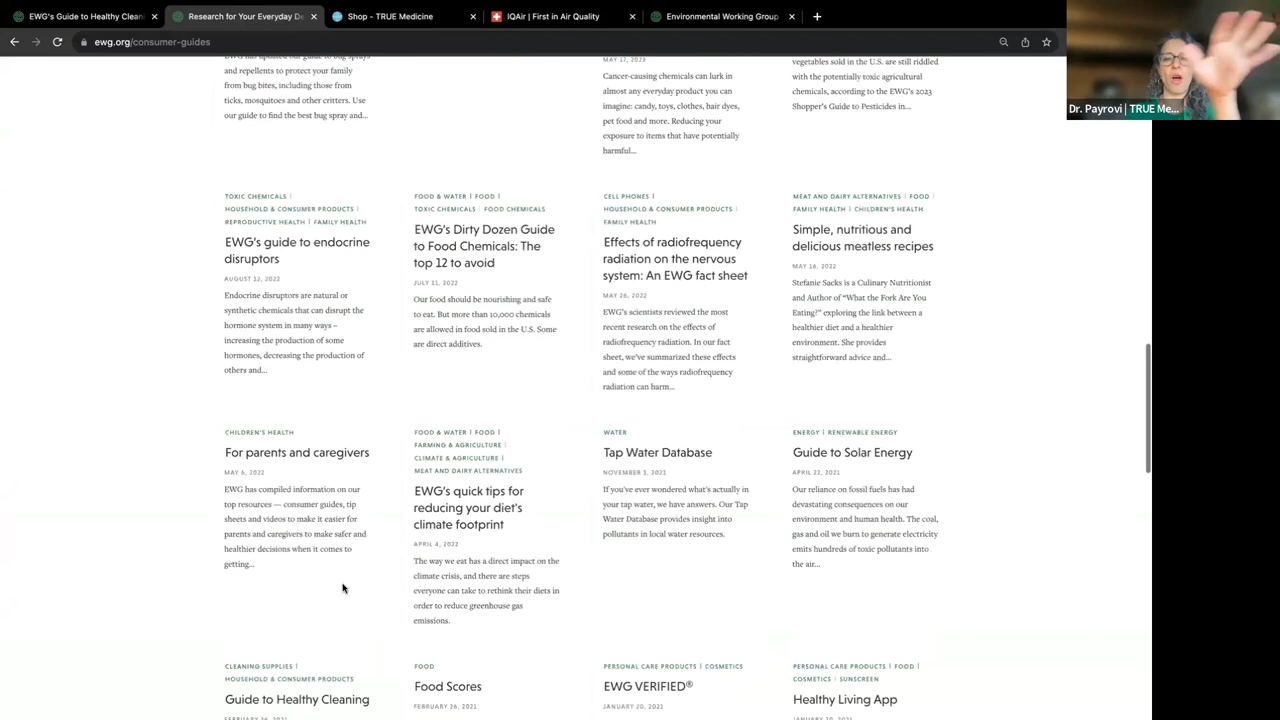 EWG's Guide to Healthy Clean
Research for Your Everyday De
Shop - TRUE Medicine
IQAir | First in Air Quality
Environmental Working Group
ewg.org/consumer-guides
Dr. Payrovi | TRUE Me...
and repellents to protect your family
from bug bites, including those from
ticks, mosquitoes and other critters. Use
our guide to find the best bug spray and...
MAY 17, 2023
Cancer-causing chemicals can lurk in
almost any everyday product you can
imagine: candy, toys, clothes, hair dyes,
pet food and more. Reducing your
exposure to items that have potentially
harmful...
vegetables sold in the U.S. are still riddled
with the potentially toxic agricultural
chemicals, according to the EWG's 2023
Shopper's Guide to Pesticides in...
TOXIC CHEMICALS |
HOUSEHOLD & CONSUMER PRODUCTS |
REPRODUCTIVE HEALTH | FAMILY HEALTH
EWG's guide to endocrine
disruptors
AUGUST 12, 2022
Endocrine disruptors are natural or
synthetic chemicals that can disrupt the
hormone system in many ways –
increasing the production of some
hormones, decreasing the production of
others and...
FOOD & WATER | FOOD |
TOXIC CHEMICALS | FOOD CHEMICALS
EWG's Dirty Dozen Guide
to Food Chemicals: The
top 12 to avoid
JULY 11, 2022
Our food should be nourishing and safe
to eat. But more than 10,000 chemicals
are allowed in food sold in the U.S. Some
are direct additives.
CELL PHONES |
HOUSEHOLD & CONSUMER PRODUCTS |
FAMILY HEALTH
Effects of radiofrequency
radiation on the nervous
system: An EWG fact sheet
MAY 26, 2022
EWG's scientists reviewed the most
recent research on the effects of
radiofrequency radiation. In our fact
sheet, we've summarized these effects
and some of the ways radiofrequency
radiation can harm...
MEAT AND DAIRY ALTERNATIVES | FOOD |
FAMILY HEALTH | CHILDREN'S HEALTH
Simple, nutritious and
delicious meatless recipes
MAY 16, 2022
Stefanie Sacks is a Culinary Nutritionist
and Author of "What the Fork Are You
Eating?" exploring the link between a
healthier diet and a healthier
environment. She provides
straightforward advice and...
CHILDREN'S HEALTH
For parents and caregivers
MAY 6, 2022
EWG has compiled information on our
top resources — consumer guides, tip
sheets and videos to make it easier for
parents and caregivers to make safer and
healthier decisions when it comes to
getting...
FOOD & WATER | FOOD |
FARMING & AGRICULTURE |
CLIMATE & AGRICULTURE |
MEAT AND DAIRY ALTERNATIVES
EWG's quick tips for
reducing your diet's
climate footprint
APRIL 4, 2022
The way we eat has a direct impact on the
climate crisis, and there are steps
everyone can take to rethink their diets in
order to reduce greenhouse gas
emissions.
WATER
Tap Water Database
NOVEMBER 3, 2021
If you've ever wondered what's actually in
your tap water, we have answers. Our Tap
Water Database provides insight into
pollutants in local water resources.
ENERGY | RENEWABLE ENERGY
Guide to Solar Energy
APRIL 22, 2021
Our reliance on fossil fuels has had
devastating consequences on our
environment and human health. The coal,
gas and oil we burn to generate electricity
emits hundreds of toxic pollutants into
the air...
CLEANING SUPPLIES |
HOUSEHOLD & CONSUMER PRODUCTS
Guide to Healthy Cleaning
FOOD
Food Scores
FEBRUARY 26, 2021
PERSONAL CARE PRODUCTS | COSMETICS
EWG VERIFIED®
JANUARY 20, 2021
PERSONAL CARE PRODUCTS | FOOD |
COSMETICS | SUNSCREEN
Healthy Living App